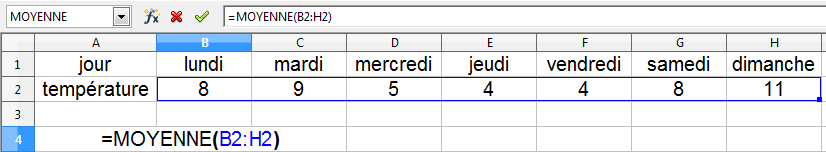 MOYENNE fx =MOYENNE(B2:H2)
A B C D E F G H
1 jour lundi mardi mercredi jeudi vendredi samedi dimanche
2 température 8 9 5 4 4 8 11
3
4 =MOYENNE(B2:H2)